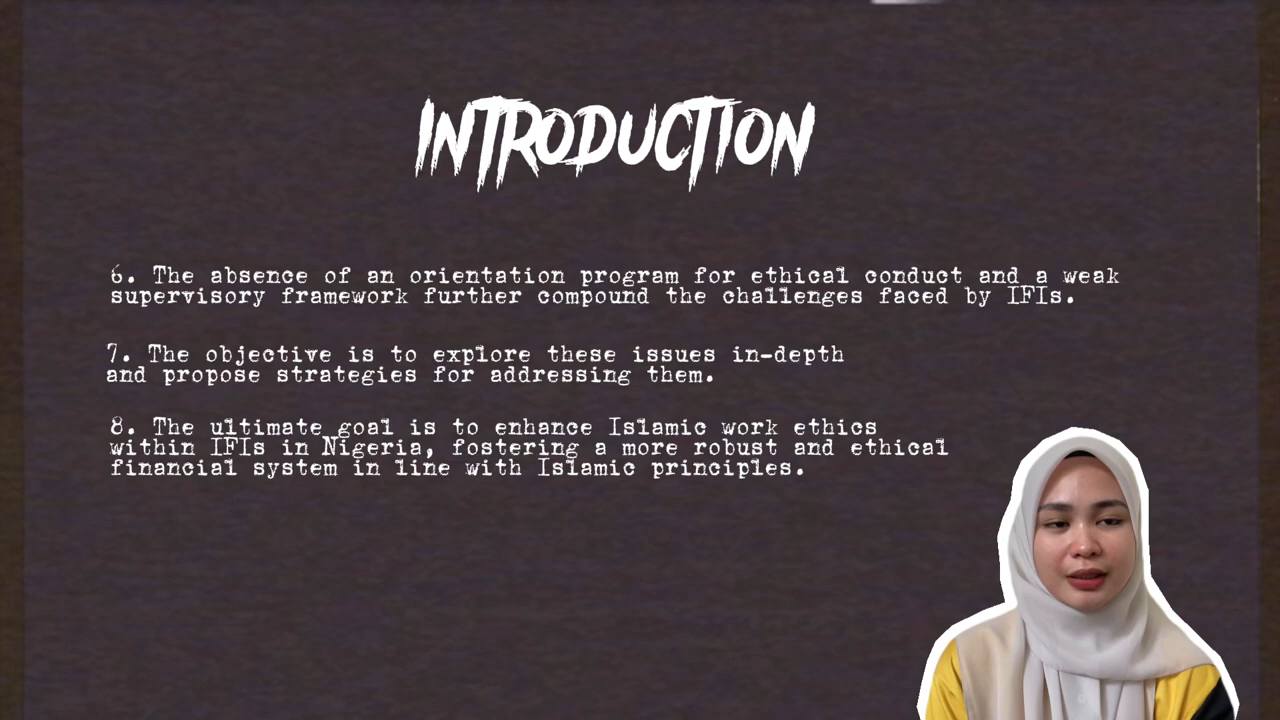 INTRODUCTION
6. The absence of an orientation program for ethical conduct and a weak
supervisory framework further compound the challenges faced by IFIs.
7. The objective is to explore these issues in-depth
and propose strategies for addressing them.
8. The ultimate goal is to enhance Islamic work ethics
within IFIs in Nigeria, fostering a more robust and ethical
financial system in line with Islamic principles.